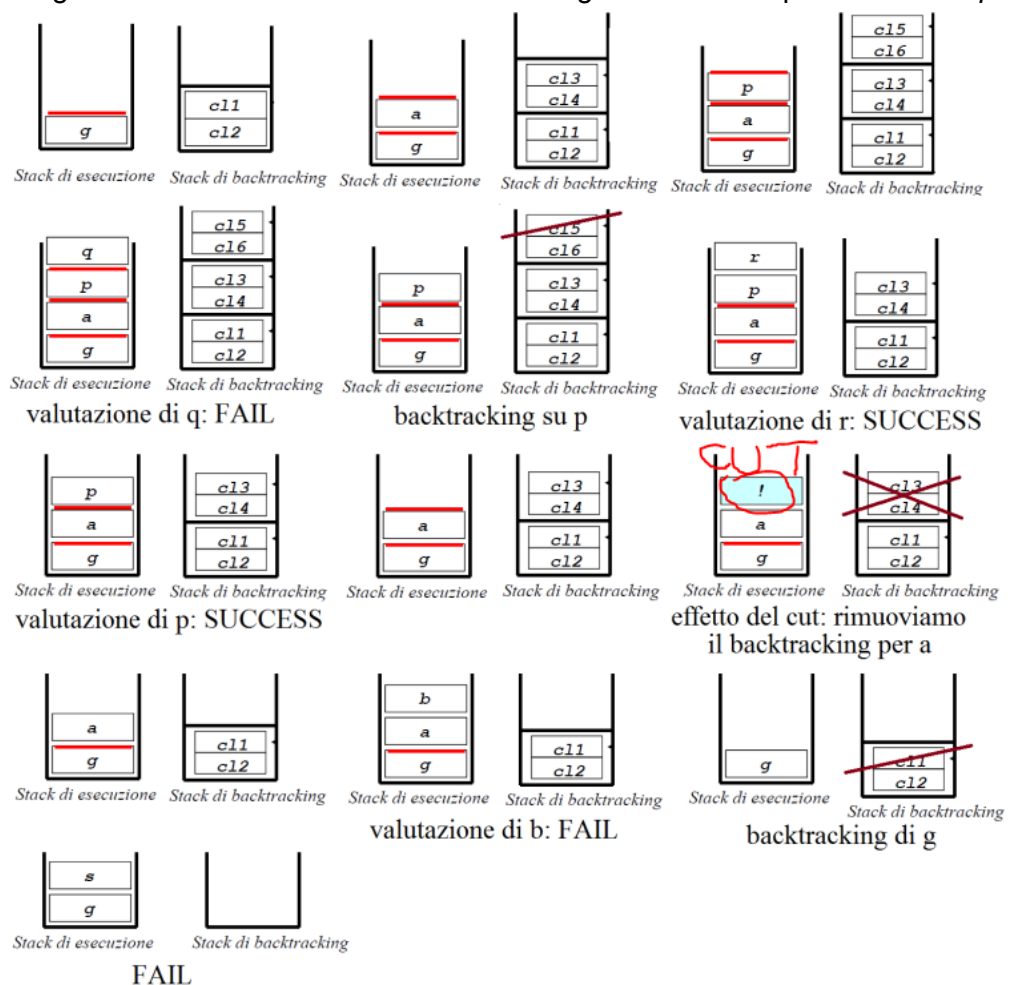 g
cl1
cl2
Stack di esecuzione Stack di backtracking
a
g
cl3
cl4
cl1
cl2
Stack di esecuzione Stack di backtracking
p
a
g
cl5
cl6
cl3
cl4
cl1
cl2
Stack di esecuzione Stack di backtracking
q
p
a
g
cl5
cl6
cl3
cl4
cl1
cl2
Stack di esecuzione Stack di backtracking
valutazione di q: FAIL
p
a
g
cl5
cl6
cl3
cl4
cl1
cl2
Stack di esecuzione Stack di backtracking
backtracking su p
r
p
a
g
cl3
cl4
cl1
cl2
Stack di esecuzione Stack di backtracking
valutazione di r: SUCCESS
p
a
g
cl3
cl4
cl1
cl2
Stack di esecuzione Stack di backtracking
valutazione di p: SUCCESS
a
g
cl3
cl4
cl1
cl2
Stack di esecuzione Stack di backtracking
CUT
!
a
g
cl3
cl4
cl1
cl2
Stack di esecuzione Stack di backtracking
effetto del cut: rimuoviamo
il backtracking per a
a
g
cl1
cl2
Stack di esecuzione Stack di backtracking
b
a
g
cl1
cl2
Stack di esecuzione Stack di backtracking
valutazione di b: FAIL
g
cl1
cl2
Stack di esecuzione Stack di backtracking
backtracking di g
s
g
Stack di esecuzione Stack di backtracking
FAIL